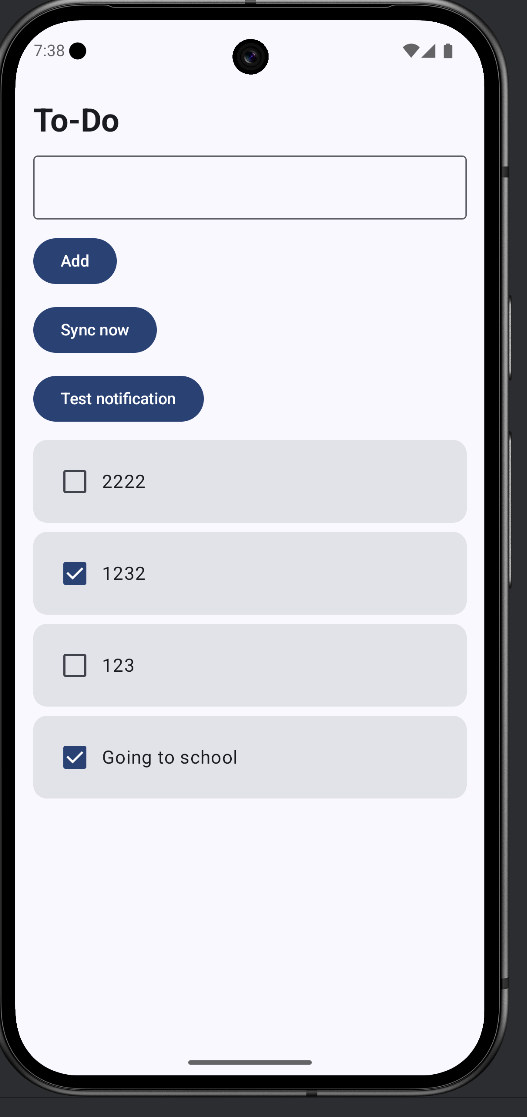 7:38
To-Do
Add
Sync now
Test notification
2222
1232
123
Going to school